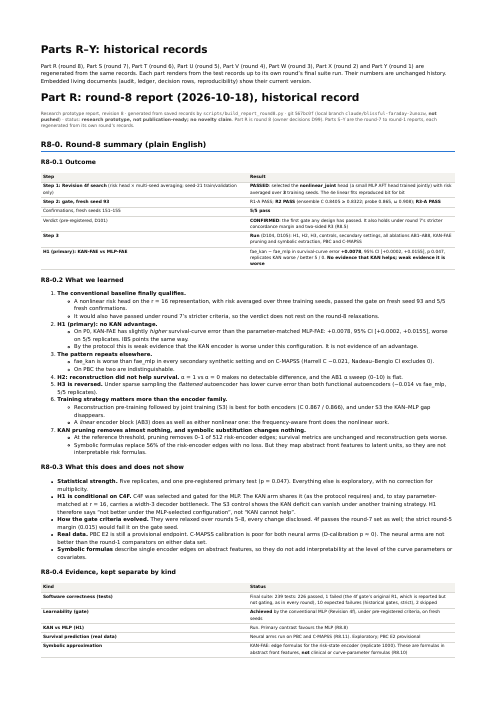 Parts R–Y: historical records
Part R (round 8), Part S (round 7), Part T (round 6), Part U (round 5), Part V (round 4), Part W (round 3), Part X (round 2) and Part Y (round 1) are
regenerated from the same records. Each part renders from the test records up to its own round's final suite run. Their numbers are unchanged history.
Embedded living documents (audit, ledger, decision rows, reproducibility) show their current version.
Part R: round-8 report (2026-10-18), historical record
Research prototype report, revision 8 · generated from saved records by scripts/build_report_round8.py · git
pushed) · status: research prototype, not publication-ready; no novelty claim. Part R is round 8 (owner decisions D99). Parts S–Y are the round-7 to round-1 reports, each
regenerated from its own round's records.
R8-0. Round-8 summary (plain English)
R8-0.1 Outcome
Step Result
Step 1: Revision 4f search (risk head × multi-seed averaging; seed-21 train/validation PASSED: selected the nonlinear_joint head (a small MLP AFT head trained jointly) with risk
only) averaged over 3 training seeds. The 4e linear fits reproduced bit for bit
Step 2: gate, fresh seed 93 R1-A PASS, R2 PASS (ensemble C 0.8405 ≥ 0.8322; probe 0.865, ω 0.908), R3-A PASS
Confirmations, fresh seeds 151–155 5/5 pass
Verdict (pre-registered, D101) CONFIRMED: the first gate any design has passed. It also holds under round 7's stricter
concordance margin and two-sided R3 (R8.5)
Step 3 Run (D104, D105): H1, H2, H3, controls, secondary settings, all ablations AB1–AB8, KAN-FAE
pruning and symbolic extraction, PBC and C-MAPSS
H1 (primary): KAN-FAE vs MLP-FAE fae_kan − fae_mlp in survival-curve error +0.0078, 95% CI [+0.0002, +0.0155], p 0.047,
replicates KAN worse / better 5 / 0. No evidence that KAN helps; weak evidence it is
worse
R8-0.2 What we learned
1. The conventional baseline finally qualifies.
A nonlinear risk head on the r = 16 representation, with risk averaged over three training seeds, passed the gate on fresh seed 93 and 5/5
fresh confirmations.
It would also have passed under round 7's stricter criterion, so the verdict does not rest on the round-8 relaxations.
2. H1 (primary): no KAN advantage.
On P0, KAN-FAE has slightly higher survival-curve error than the parameter-matched MLP-FAE: +0.0078, 95% CI [+0.0002, +0.0155], worse
on 5/5 replicates. IBS points the same way.
By the protocol this is weak evidence that the KAN encoder is worse under this configuration. It is not evidence of an advantage.
3. The pattern repeats elsewhere.
fae_kan is worse than fae_mlp in every secondary synthetic setting and on C-MAPSS (Harrell C −0.021, Nadeau-Bengio CI excludes 0).
On PBC the two are indistinguishable.
4. H2: reconstruction did not help survival. α = 1 vs α = 0 makes no detectable difference, and the AB1 α sweep (0–10) is flat.
5. H3 is reversed. Under sparse sampling the flattened autoencoder has lower curve error than both functional autoencoders (−0.014 vs fae_mlp,
5/5 replicates).
6. Training strategy matters more than the encoder family.
Reconstruction pre-training followed by joint training (S3) is best for both encoders (C 0.867 / 0.866), and under S3 the KAN–MLP gap
disappears.
A linear encoder block (AB3) does as well as either nonlinear one: the frequency-aware front does the nonlinear work.
7. KAN pruning removes almost nothing, and symbolic substitution changes nothing.
At the reference threshold, pruning removes 0–1 of 512 risk-encoder edges; survival metrics are unchanged and reconstruction gets worse.
Symbolic formulas replace 56% of the encoder-edges with no loss. But they map abstract front features to latent units, so they are not
interpretable risk formulas.
R8-0.3 What this does and does not show
Statistical strength. Five replicates, and one pre-registered primary test (p = 0.047). Everything else is exploratory, with no correction for
multiplicity.
H1 is conditional on C4F. C4F was selected and gated for the MLP. The KAN arm shares it (as the protocol requires) and, to stay parameter-
matched at r = 16, carries a width-3 decoder bottleneck. The S3 control shows the KAN deficit can vanish under another training strategy. H1
therefore says "not better under the MLP-selected configuration", not "KAN cannot help".
How the gate criteria evolved. They were relaxed over rounds 5–8, every change disclosed. 4f passes the round-7 set as well; the strict round-5
margin (0.015) would fail it on the gate seed.
Real data. PBC E2 is still a provisional endpoint. C-MAPSS calibration is poor for both neural arms (D-calibration p ≈ 0). The neural arms are
not better than the round-1 comparators on either data set.
Symbolic formulas describe single encoder edges on abstract features, so they do not add interpretability at the level of the curve parameters or
covariates.
R8-0.4 Evidence, kept separate by kind
Kind Status
Software correctness (tests) Final suite: 239 tests: 226 passed, 1 failed (the 4f gate's original R1, which is reported but
not gating, as in every round), 10 expected failures (historical gates, strict), 2 skipped
Learnability (gate) Achieved by the conventional MLP (Revision 4f), under pre-registered criteria, on fresh
seeds
KAN vs MLP (H1) Run. Primary contrast favours the MLP (R8.8)
Survival prediction (real data) Neural arms run on PBC and C-MAPSS (R8.11). Exploratory; PBC E2 provisional
Symbolic approximation KAN-FAE: edge formulas for the risk-state encoder (replicate 1000). These are formulas in
abstract front features, not clinical or curve-parameter formulas (R8.10)